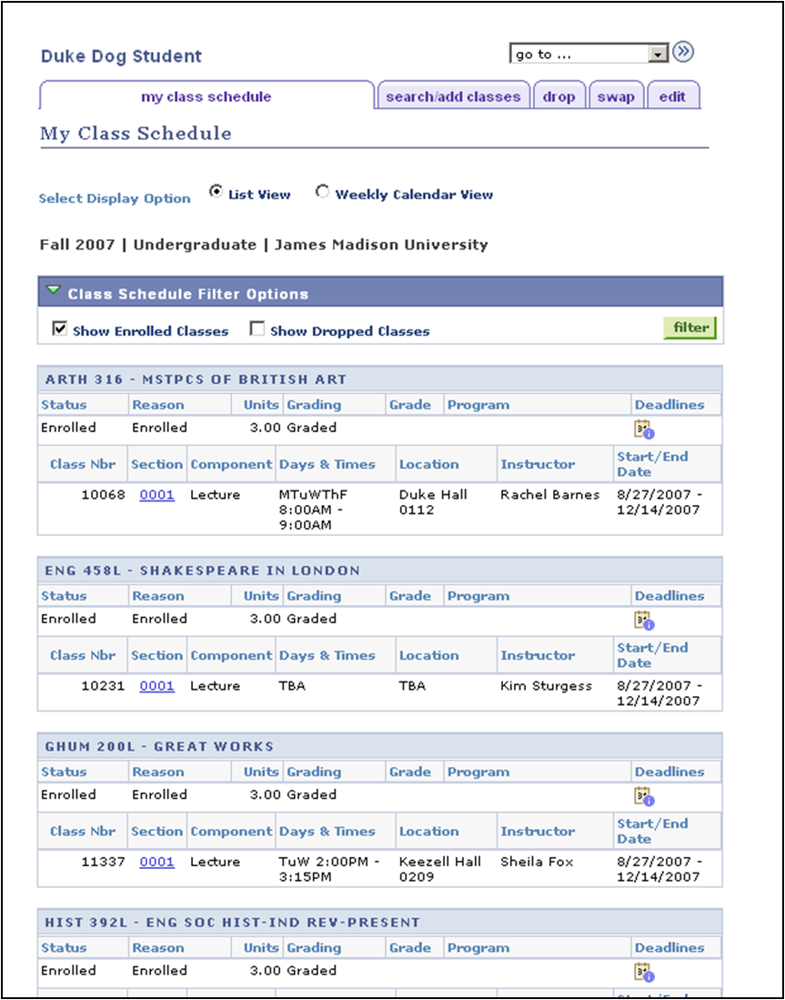 Duke Dog Student
go to ...
my class schedule search/add classes drop swap edit
My Class Schedule
Select Display Option List View Weekly Calendar View
Fall 2007 | Undergraduate | James Madison University
Class Schedule Filter Options
Show Enrolled Classes Show Dropped Classes filter
ARTH 316 - MSTPCS OF BRITISH ART
Status Reason Units Grading Grade Program Deadlines
Enrolled Enrolled 3.00 Graded
Class Nbr Section Component Days & Times Location Instructor Start/End
Date
10068 0001 Lecture MTuWThF Duke Hall Rachel Barnes 8/27/2007 -
8:00AM - 0112 12/14/2007
9:00AM
ENG 458L - SHAKESPEARE IN LONDON
Status Reason Units Grading Grade Program Deadlines
Enrolled Enrolled 3.00 Graded
Class Nbr Section Component Days & Times Location Instructor Start/End
Date
10231 0001 Lecture TBA TBA Kim Sturgess 8/27/2007 -
12/14/2007
GHUM 200L - GREAT WORKS
Status Reason Units Grading Grade Program Deadlines
Enrolled Enrolled 3.00 Graded
Class Nbr Section Component Days & Times Location Instructor Start/End
Date
11337 0001 Lecture TuW 2:00PM - Keezell Hall Sheila Fox 8/27/2007 -
3:15PM 0209 12/14/2007
HIST 392L - ENG SOC HIST-IND REV-PRESENT
Status Reason Units Grading Grade Program Deadlines
Enrolled Enrolled 3.00 Graded